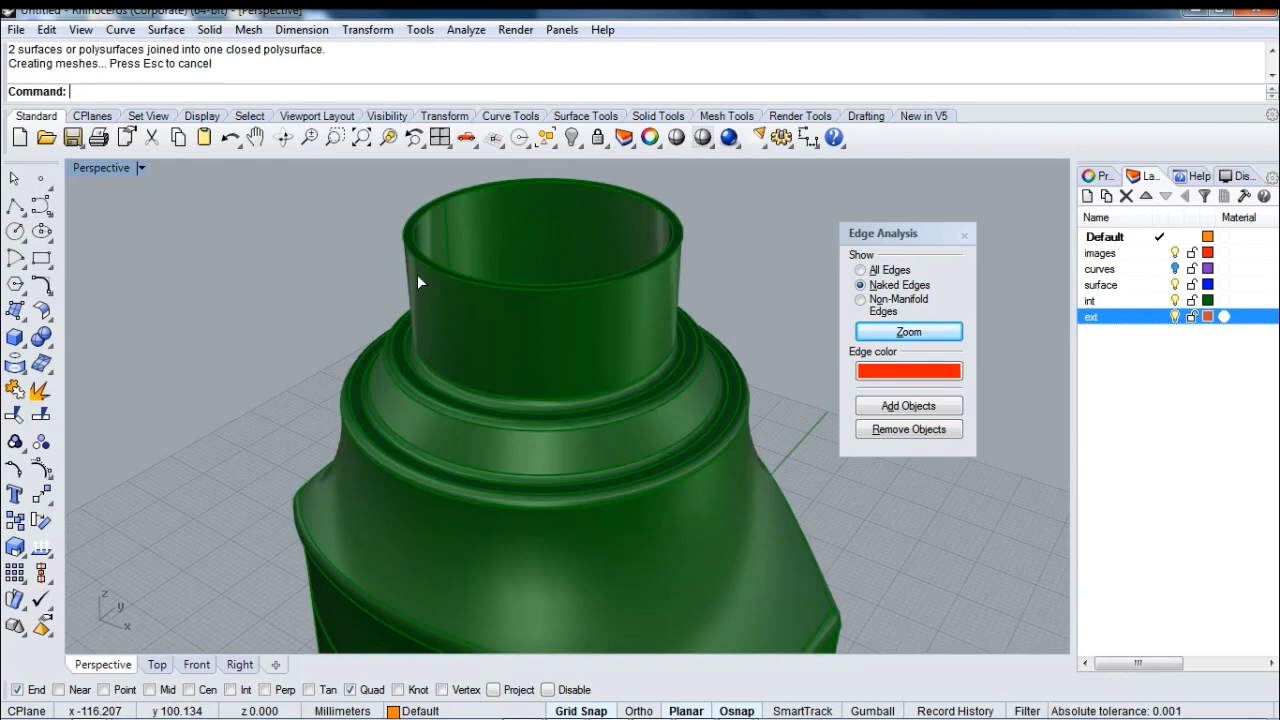 Untitled - Rhinoceros (Corporate) (64-bit) - [Perspective]
File Edit View Curve Surface Solid Mesh Dimension Transform Tools Analyze Render Panels Help
2 surfaces or polysurfaces joined into one closed polysurface.
Creating meshes... Press Esc to cancel
Command:
Standard CPlanes Set View Display Select Viewport Layout Visibility Transform Curve Tools Surface Tools Solid Tools Mesh Tools Render Tools Drafting New in V5
Perspective
Pr... La... Help Dis...
Name Material
Default
images
curves
surface
int
ext
Edge Analysis
Show
All Edges
Naked Edges
Non-Manifold
Edges
Zoom
Edge color
Add Objects
Remove Objects
z
y
x
Perspective Top Front Right
End Near Point Mid Cen Int Perp Tan Quad Knot Vertex Project Disable
CPlane x -116.207 y 100.134 z 0.000 Millimeters Default Grid Snap Ortho Planar Osnap SmartTrack Gumball Record History Filter Absolute tolerance: 0.001